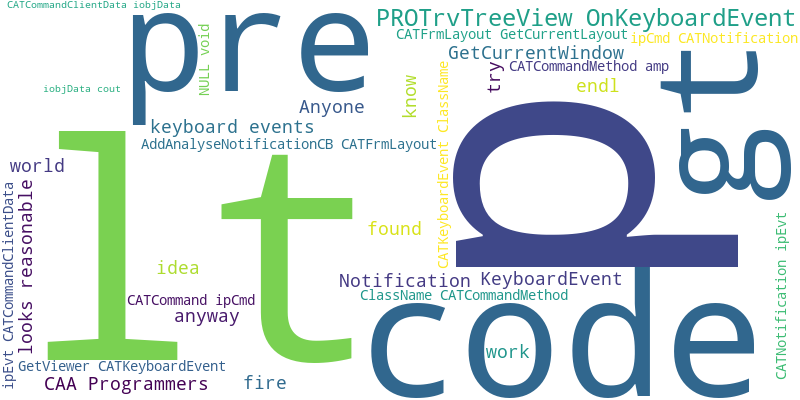 CATCommandClientData iobjData
pre
NULL void
PROTrvTreeView OnKeyboardEvent
CATFrmLayout GetCurrentLayout
ipCmd CATNotification
GetCurrentWindow
try
CATCommandMethod amp
gt
iobjData cout
know
endl
Anyone
keyboard events
CATKeyboardEvent ClassName
p
AddAnalyseNotificationCB CATFrmLayout
lt
world
ipEvt CATCommandClientData
looks reasonable
found
CATNotification ipEvt
idea
Notification
KeyboardEvent
CATCommand ipCmd
ClassName CATCommandMethod
anyway
code
work
GetViewer CATKeyboardEvent
CAA Programmers
fire